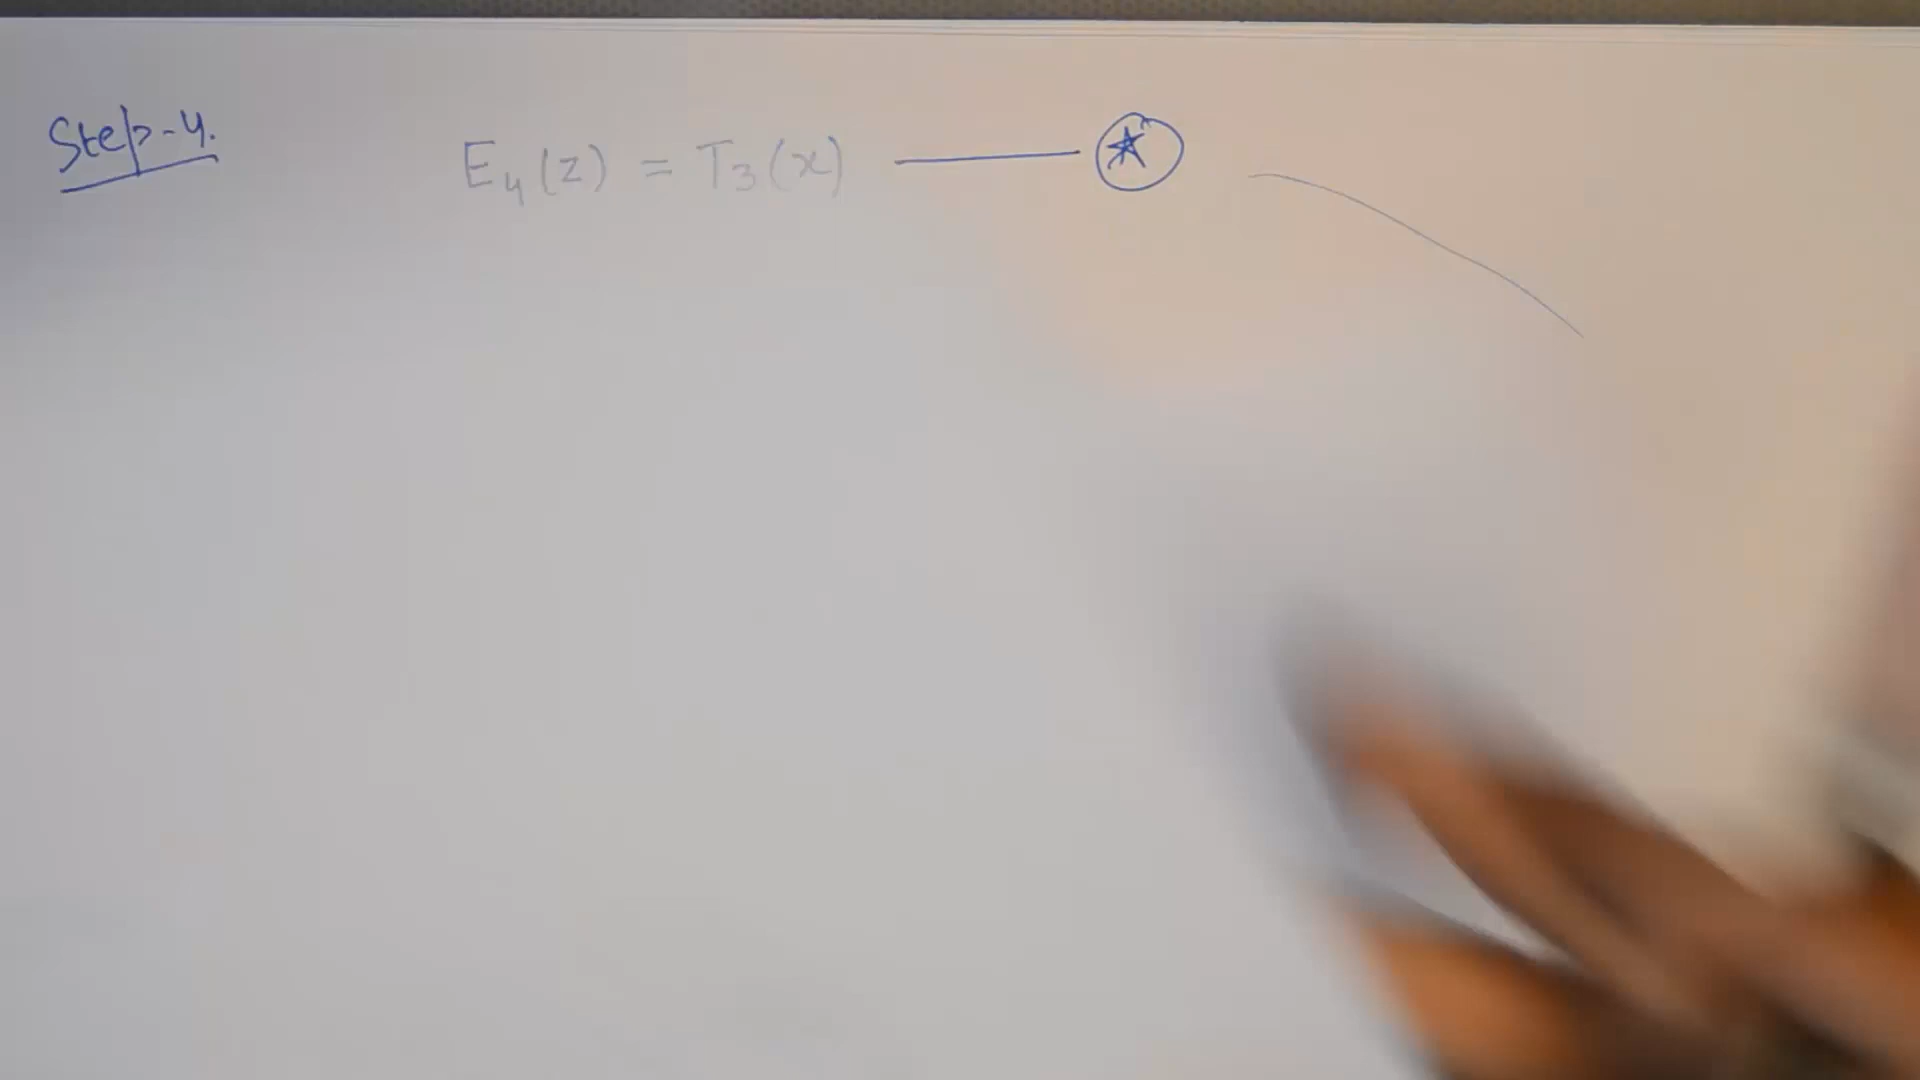 Step-4.
E₄(z) = T₃(x) —— ☆